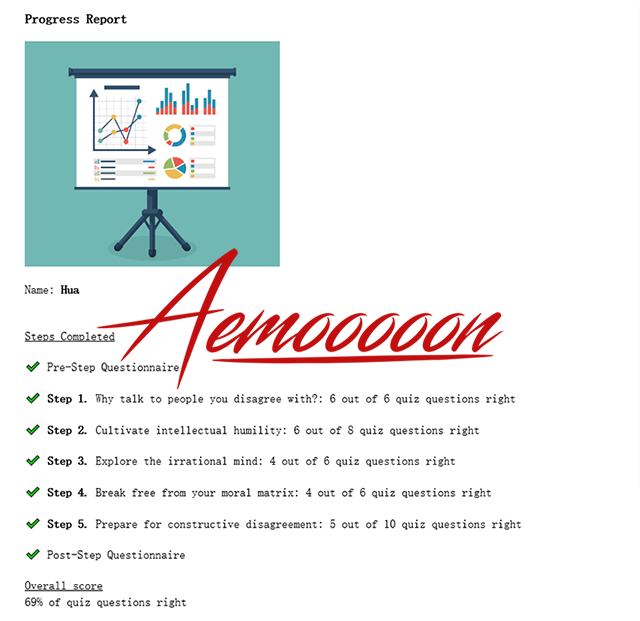 Progress Report
Name: Hua
Aemooooon
Steps Completed
Pre-Step Questionnaire
Step 1. Why talk to people you disagree with?: 6 out of 6 quiz questions right
Step 2. Cultivate intellectual humility: 6 out of 8 quiz questions right
Step 3. Explore the irrational mind: 4 out of 6 quiz questions right
Step 4. Break free from your moral matrix: 4 out of 6 quiz questions right
Step 5. Prepare for constructive disagreement: 5 out of 10 quiz questions right
Post-Step Questionnaire
Overall score
69% of quiz questions right